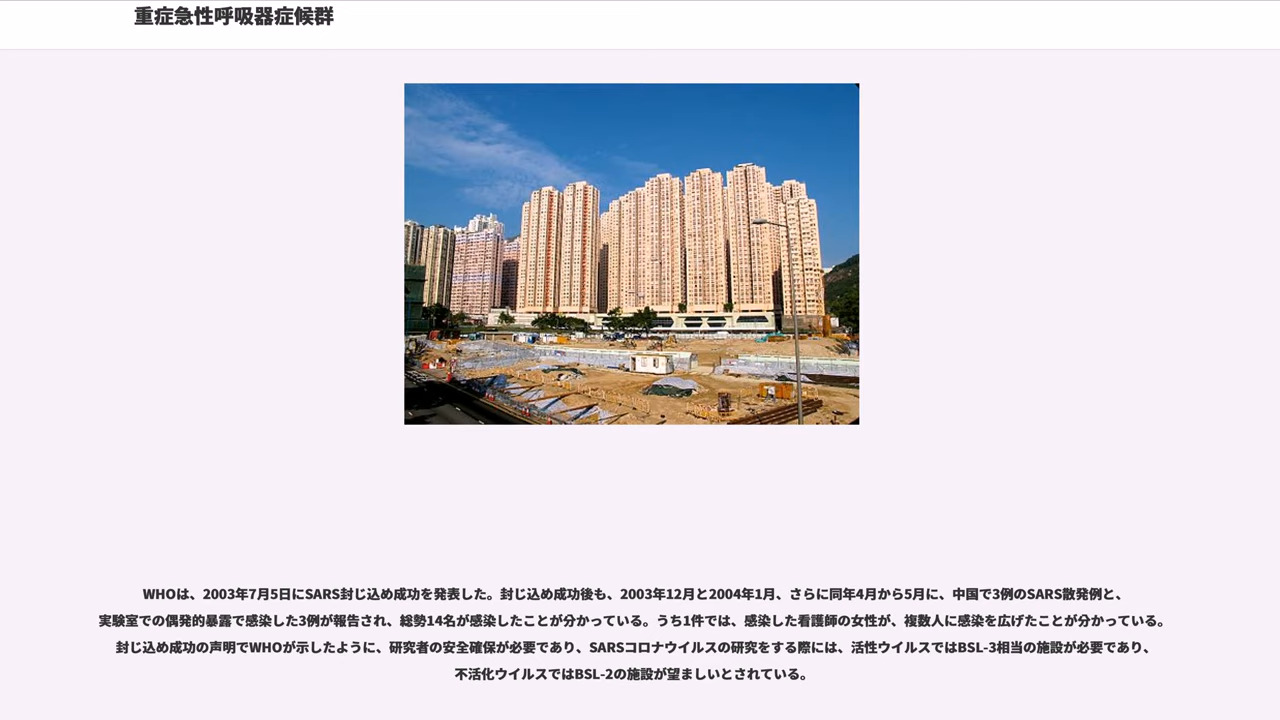 重症急性呼吸器症候群
WHOは、2003年7月5日にSARS封じ込め成功を発表した。封じ込め成功後も、2003年12月と2004年1月、さらに同年4月から5月に、中国で3例のSARS散発例と、
実験室での偶発的暴露で感染した3例が報告され、総勢14名が感染したことが分かっている。うち1件では、感染した看護師の女性が、複数人に感染を広げたことが分かっている。
封じ込め成功の声明でWHOが示したように、研究者の安全確保が必要であり、SARSコロナウイルスの研究をする際には、活性ウイルスではBSL-3相当の施設が必要であり、
不活化ウイルスではBSL-2の施設が望ましいとされている。